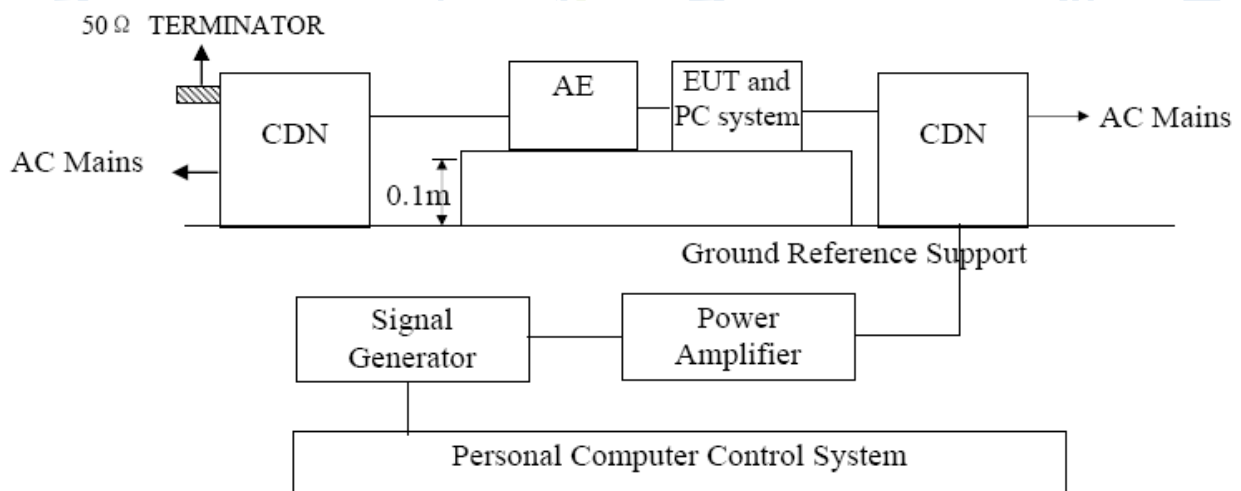 50Ω TERMINATOR
AE
EUT and
PC system
CDN
CDN
AC Mains
AC Mains
0.1m
Ground Reference Support
Signal
Generator
Power
Amplifier
Personal Computer Control System